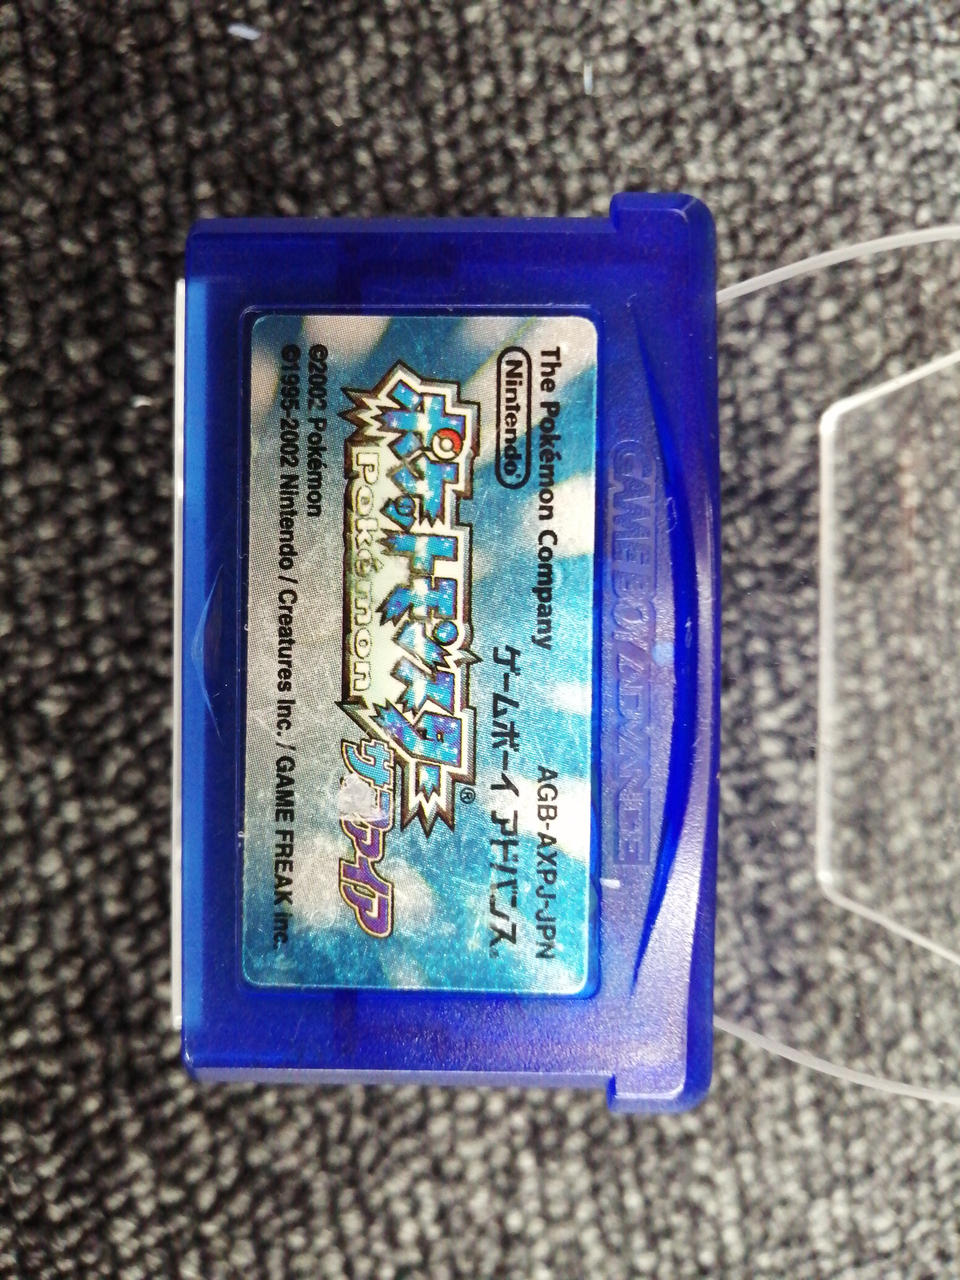 GAME BOY ADVANCE
The Pokémon Company AGB-AXPJ-JPN
Nintendo® ゲームボーイ アドバンス
ポケットモンスター®
Pokémon
サファイア
©2002 Pokémon
©1995-2002 Nintendo / Creatures Inc. / GAME FREAK inc.